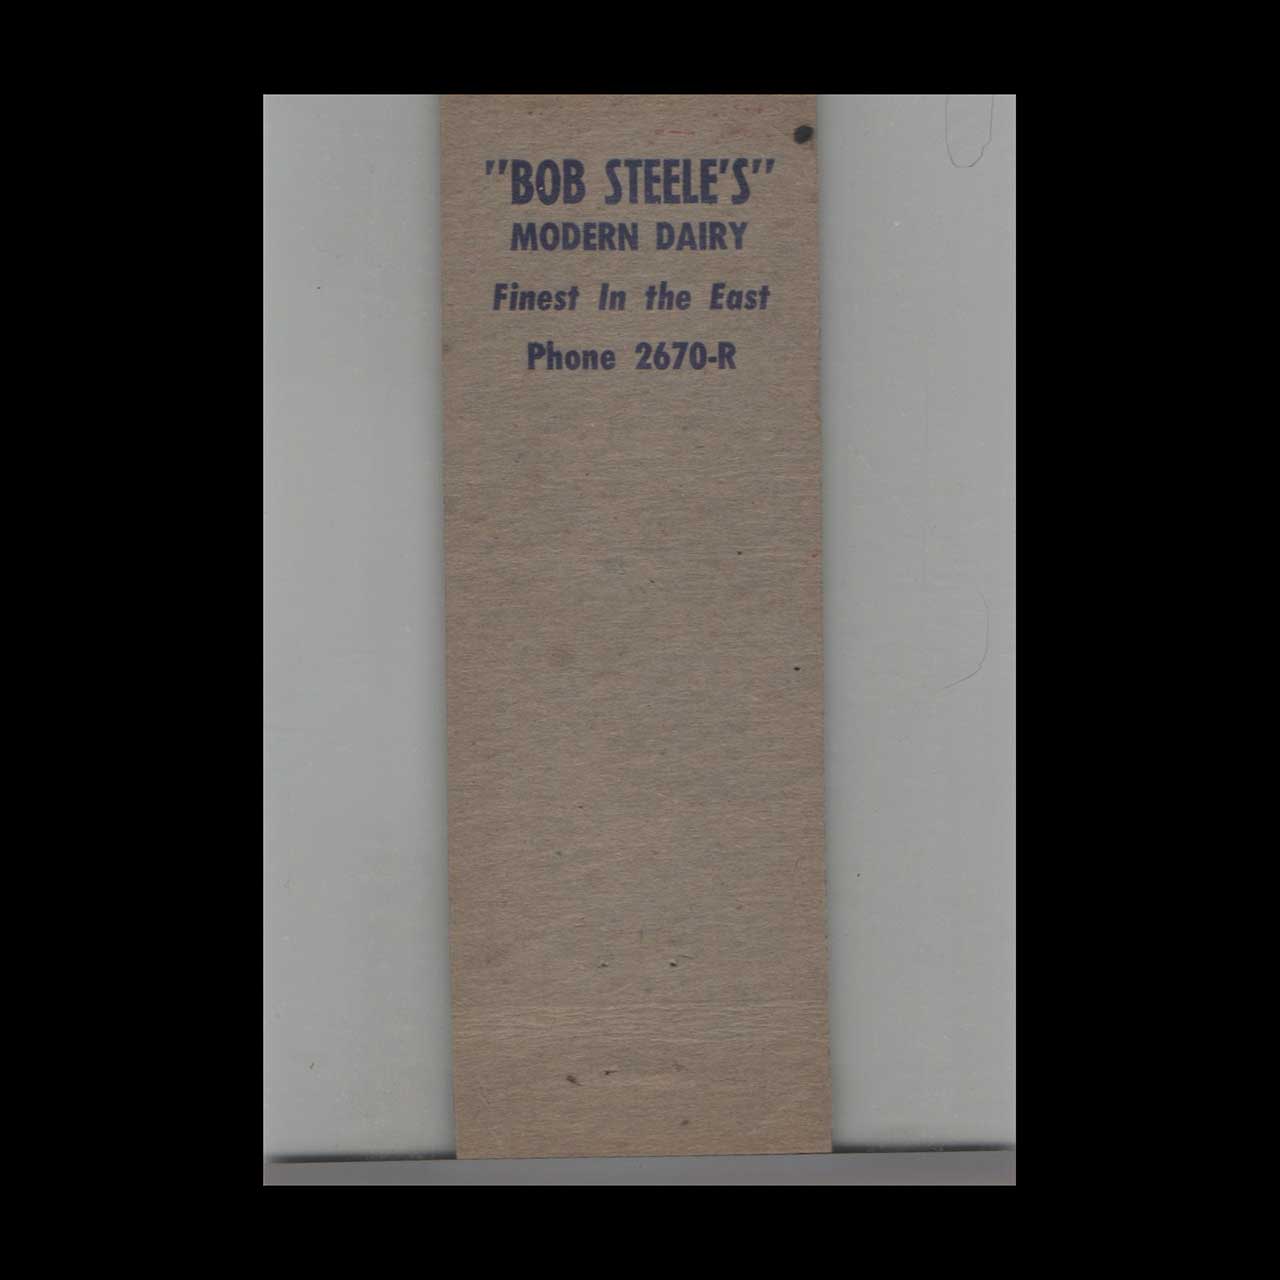 "BOB STEELE'S"
MODERN DAIRY
Finest In the East
Phone 2670-R